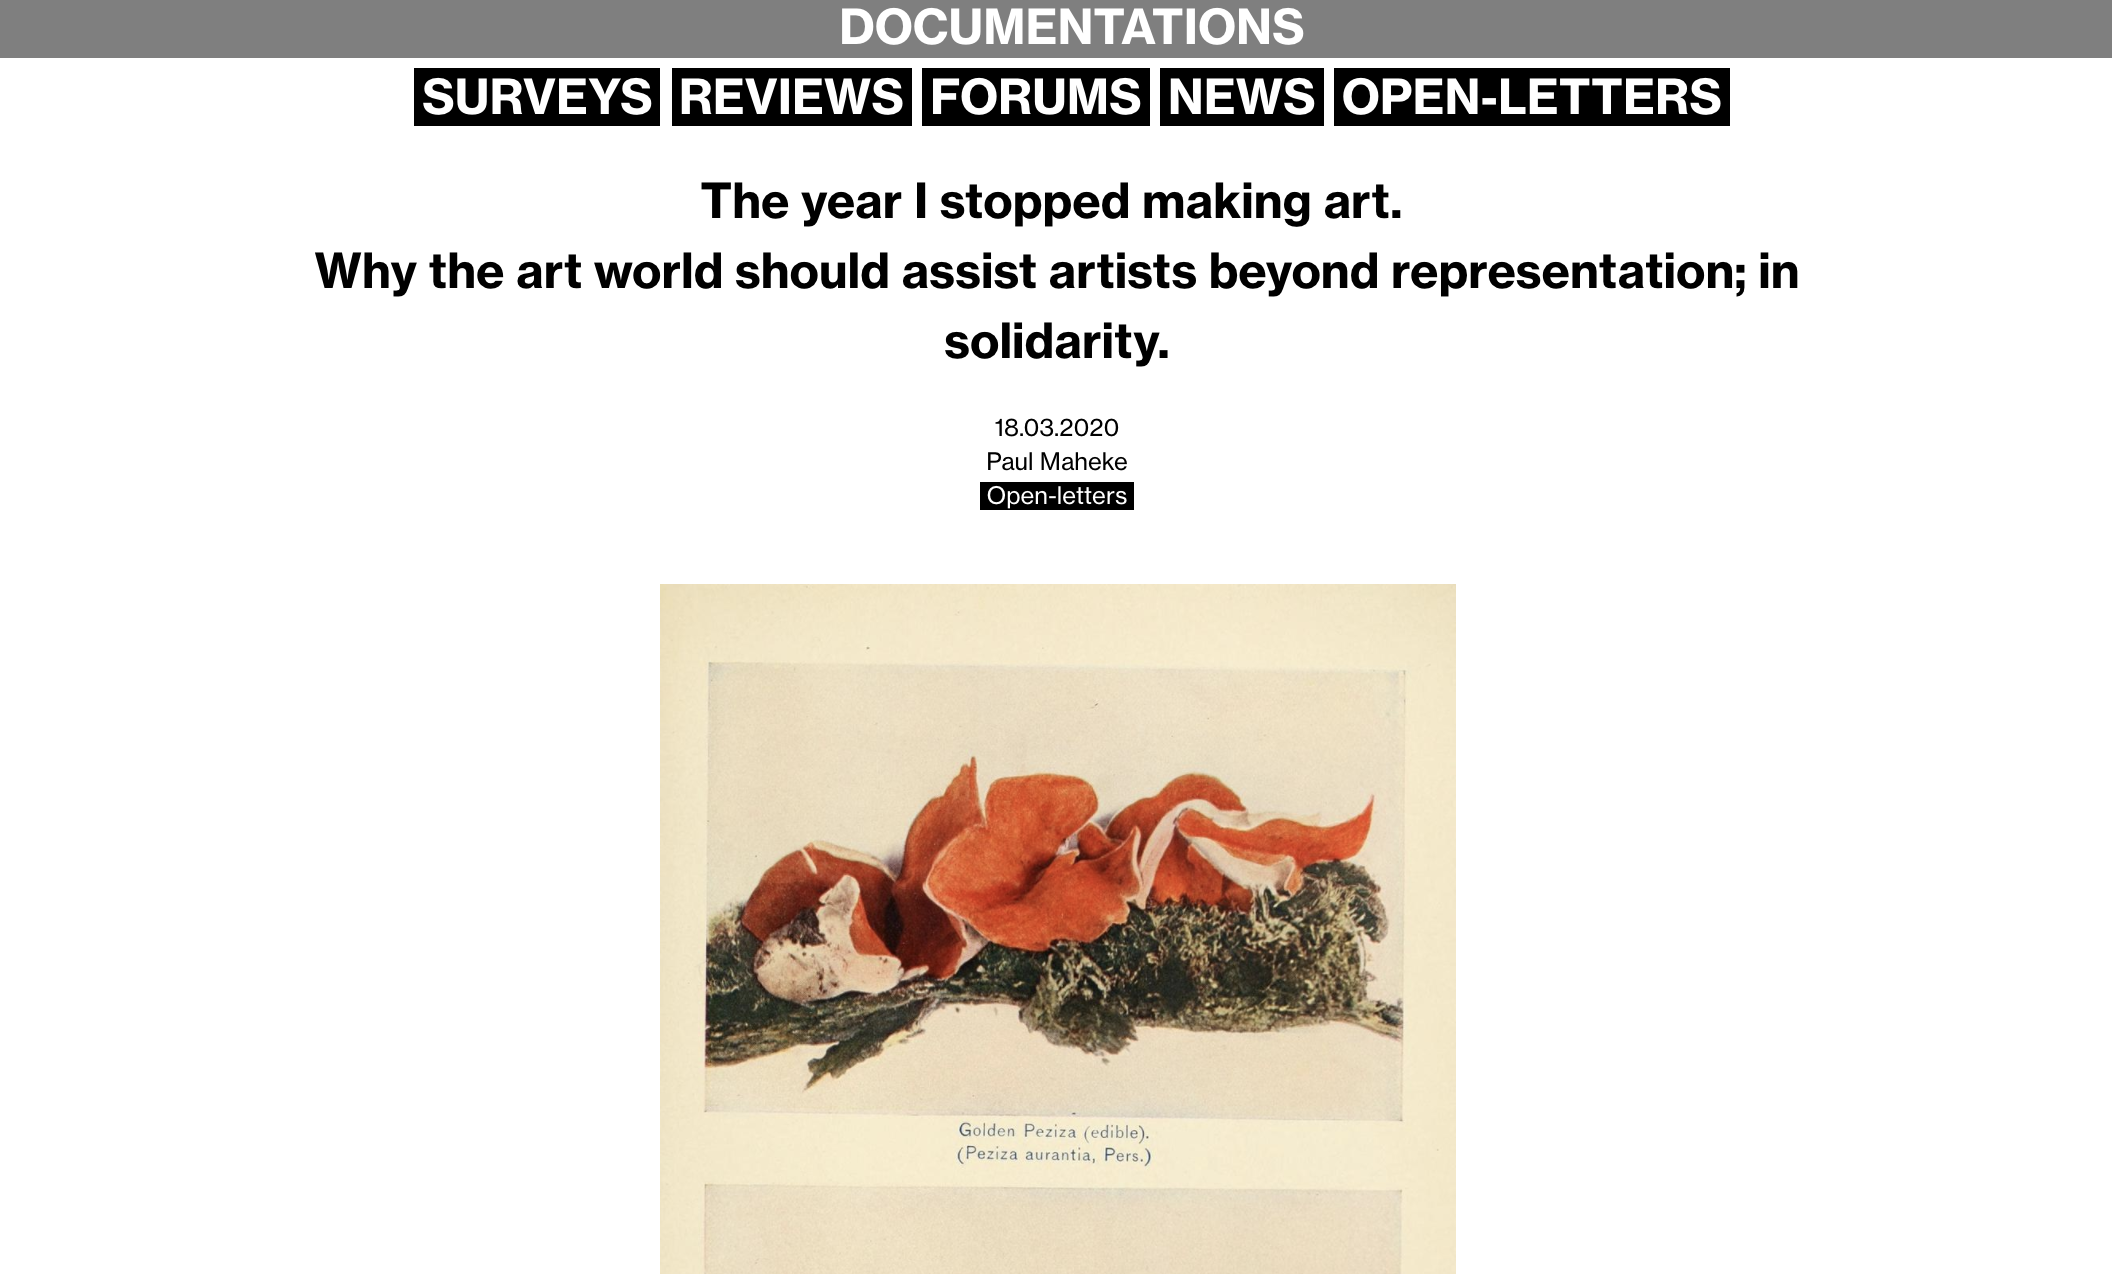 DOCUMENTATIONS
SURVEYS REVIEWS FORUMS NEWS OPEN-LETTERS
The year I stopped making art.
Why the art world should assist artists beyond representation; in
solidarity.
18.03.2020
Paul Maheke
Open-letters
Golden Peziza (edible).
(Peziza aurantia, Pers.)